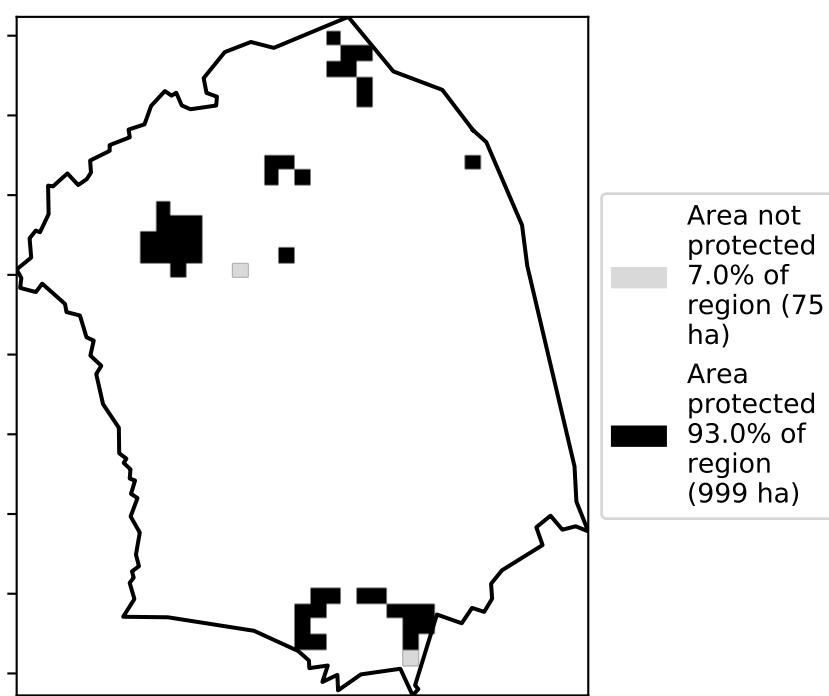 Area not
protected
7.0% of
region (75
ha)
Area
protected
93.0% of
region
(999 ha)